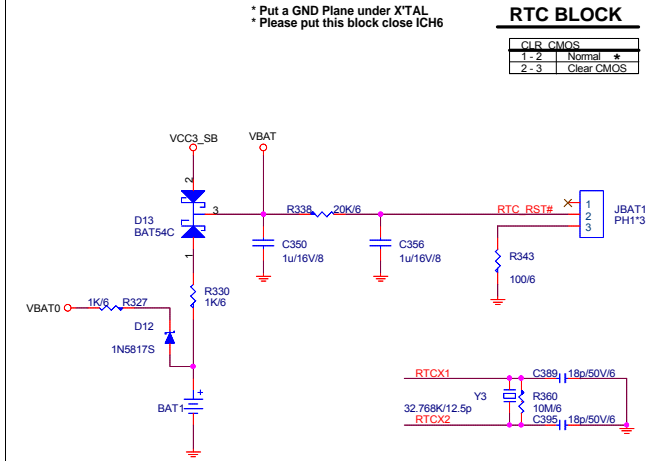 * Put a GND Plane under X'TAL
* Please put this block close ICH6
RTC BLOCK
CLR CMOS
1 - 2 Normal *
2 - 3 Clear CMOS
VCC3_SB
VBAT
2
3
1
D13
BAT54C
R338 20K/6
RTC_RST#
1
2
3
JBAT1
PH1*3
C350
1u/16V/8
C356
1u/16V/8
R343
100/6
R330
1K/6
VBAT0
1K/6 R327
D12
1N5817S
BAT1
+
RTCX1
C389 18p/50V/6
Y3
R360
10M/6
32.768K/12.5p
RTCX2
C395 18p/50V/6